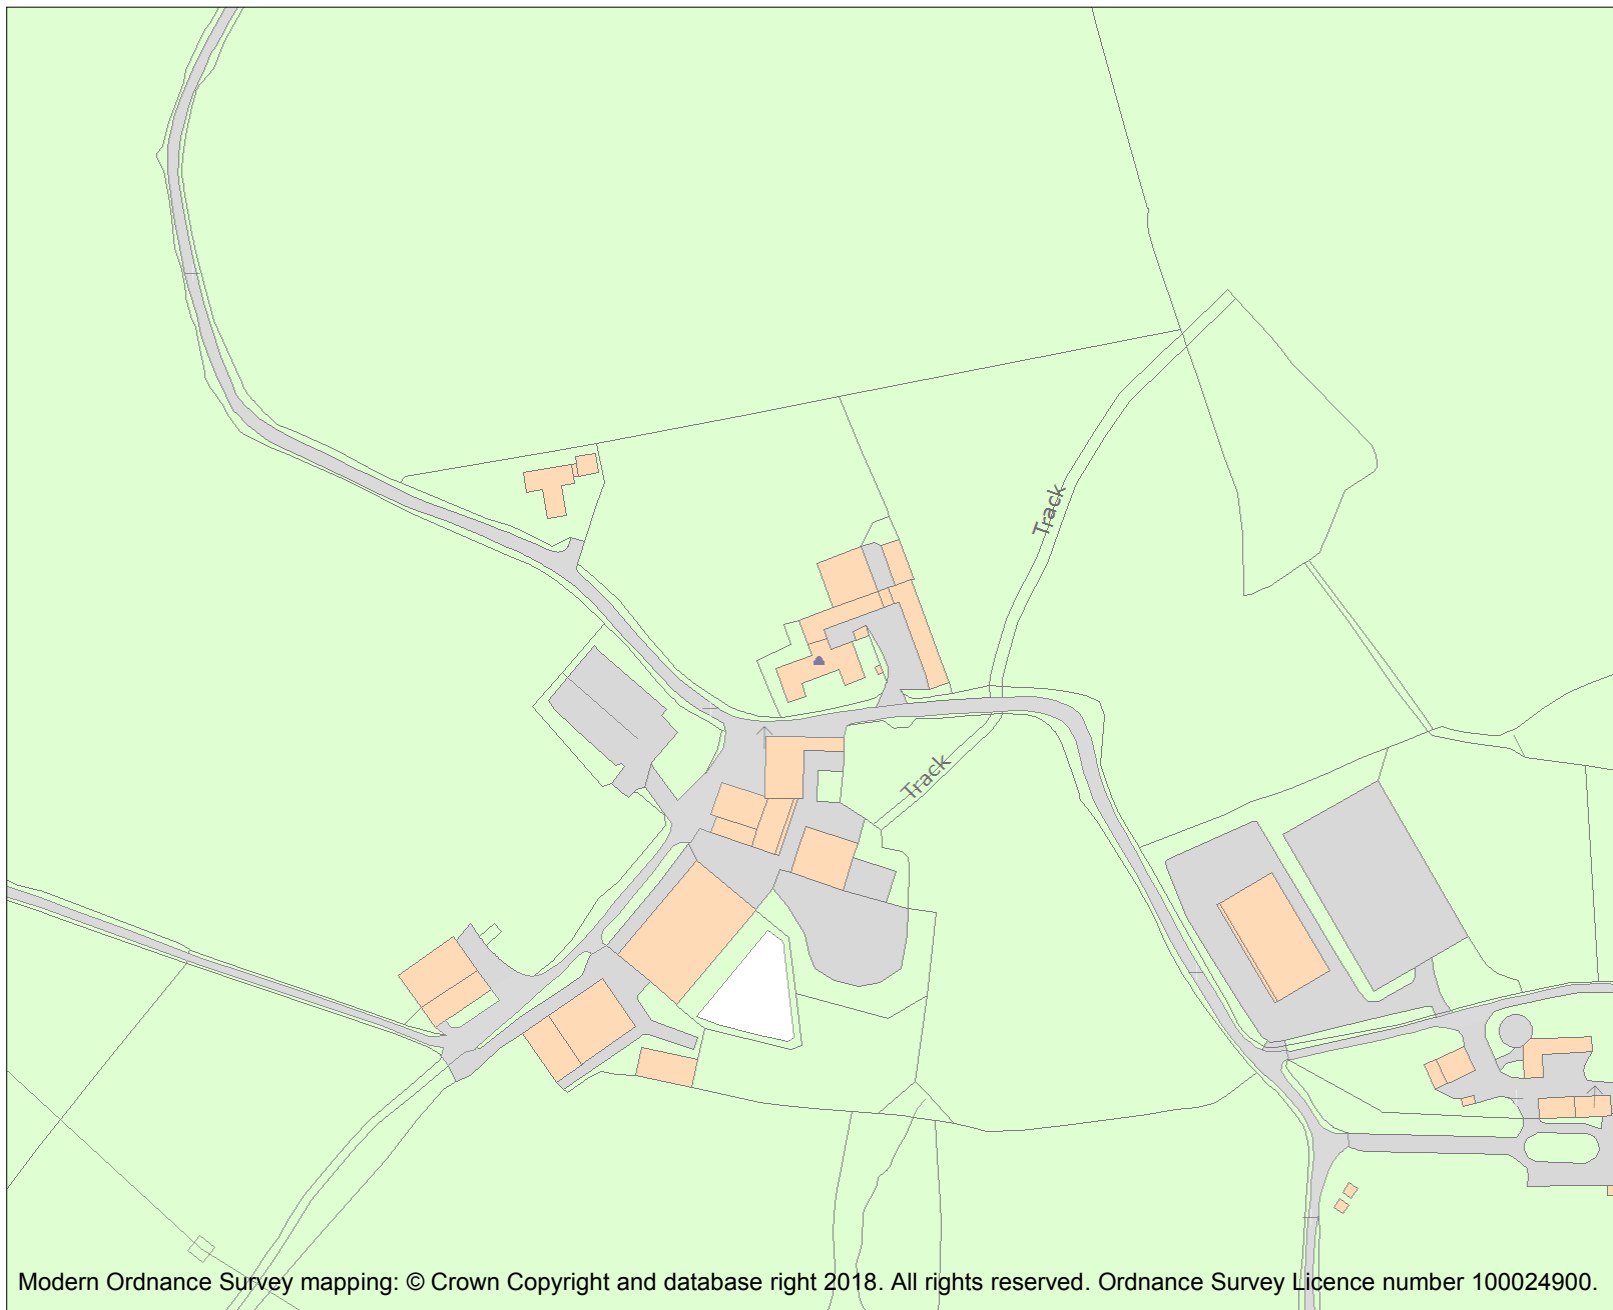 Track
Track
Modern Ordnance Survey mapping: © Crown Copyright and database right 2018. All rights reserved. Ordnance Survey Licence number 100024900.